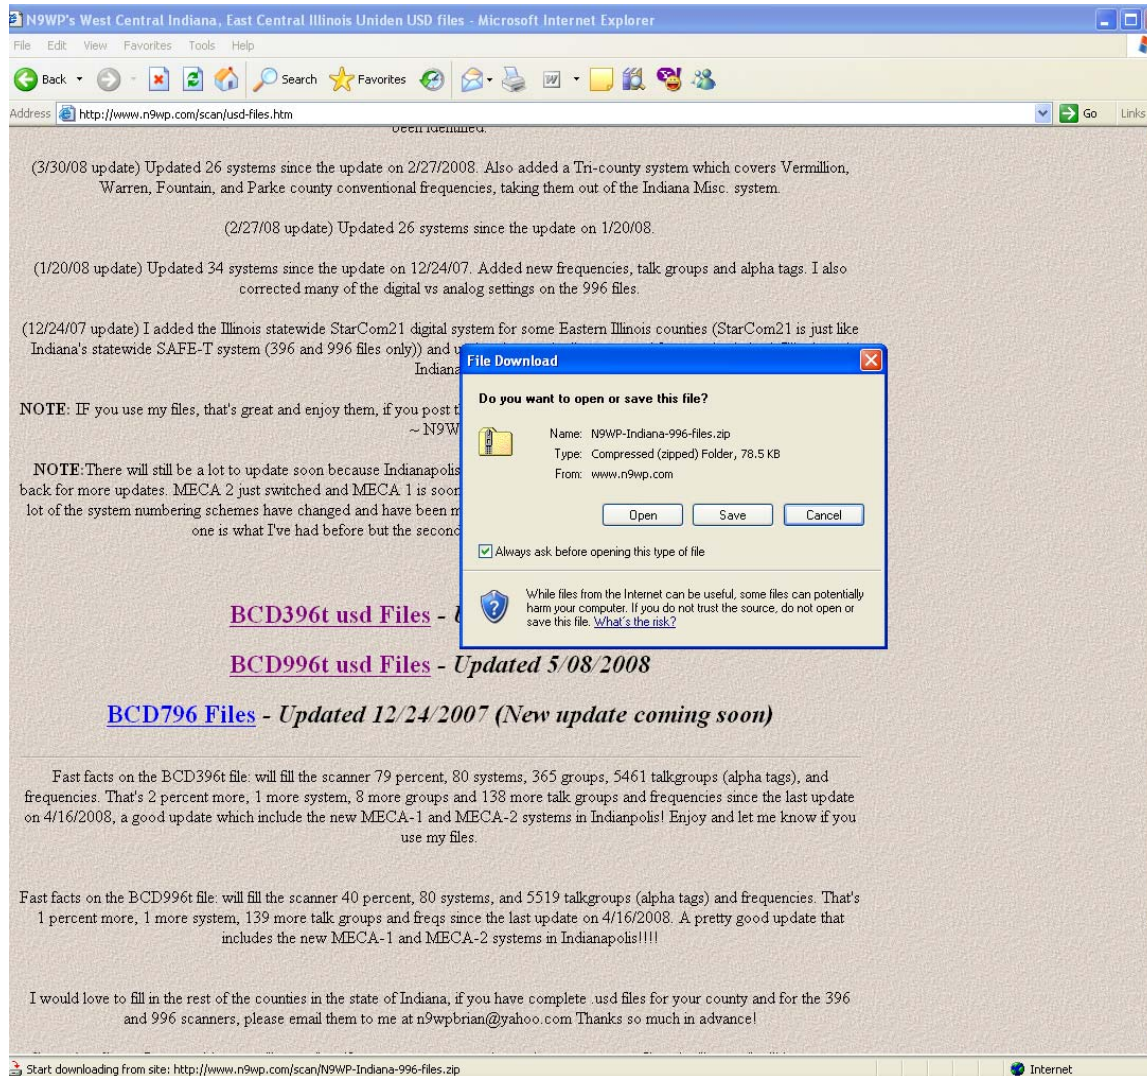 N9WP's West Central Indiana, East Central Illinois Uniden USD files - Microsoft Internet Explorer
File Edit View Favorites Tools Help
Back Search Favorites
Address http://www.n9wp.com/scan/usd-files.htm Go Links
been identified.
(3/30/08 update) Updated 26 systems since the update on 2/27/2008. Also added a Tri-county system which covers Vermillion,
Warren, Fountain, and Parke county conventional frequencies, taking them out of the Indiana Misc. system.
(2/27/08 update) Updated 26 systems since the update on 1/20/08.
(1/20/08 update) Updated 34 systems since the update on 12/24/07. Added new frequencies, talk groups and alpha tags. I also
corrected many of the digital vs analog settings on the 996 files.
(12/24/07 update) I added the Illinois statewide StarCom21 digital system for some Eastern Illinois counties (StarCom21 is just like
Indiana's statewide SAFE-T system (396 and 996 files only)) and
Indiana
NOTE: IF you use my files, that's great and enjoy them, if you post
~ N9W
NOTE:There will still be a lot to update soon because Indianapolis
back for more updates. MECA 2 just switched and MECA 1 is soon
lot of the system numbering schemes have changed and have been
one is what I've had before but the second
File Download
Do you want to open or save this file?
Name: N9WP-Indiana-996-files.zip
Type: Compressed (zipped) Folder, 78.5 KB
From: www.n9wp.com
Open Save Cancel
Always ask before opening this type of file
While files from the Internet can be useful, some files can potentially
harm your computer. If you do not trust the source, do not open or
save this file. What's the risk?
BCD396t usd Files -
BCD996t usd Files - Updated 5/08/2008
BCD796 Files - Updated 12/24/2007 (New update coming soon)
Fast facts on the BCD396t file: will fill the scanner 79 percent, 80 systems, 365 groups, 5461 talkgroups (alpha tags), and
frequencies. That's 2 percent more, 1 more system, 8 more groups and 138 more talk groups and frequencies since the last update
on 4/16/2008, a good update which include the new MECA-1 and MECA-2 systems in Indianpolis! Enjoy and let me know if you
use my files.
Fast facts on the BCD996t file: will fill the scanner 40 percent, 80 systems, and 5519 talkgroups (alpha tags) and frequencies. That's
1 percent more, 1 more system, 139 more talk groups and freqs since the last update on 4/16/2008. A pretty good update that
includes the new MECA-1 and MECA-2 systems in Indianapolis!!!!
I would love to fill in the rest of the counties in the state of Indiana, if you have complete .usd files for your county and for the 396
and 996 scanners, please email them to me at n9wpbrian@yahoo.com Thanks so much in advance!
Start downloading from site: http://www.n9wp.com/scan/N9WP-Indiana-996-files.zip Internet